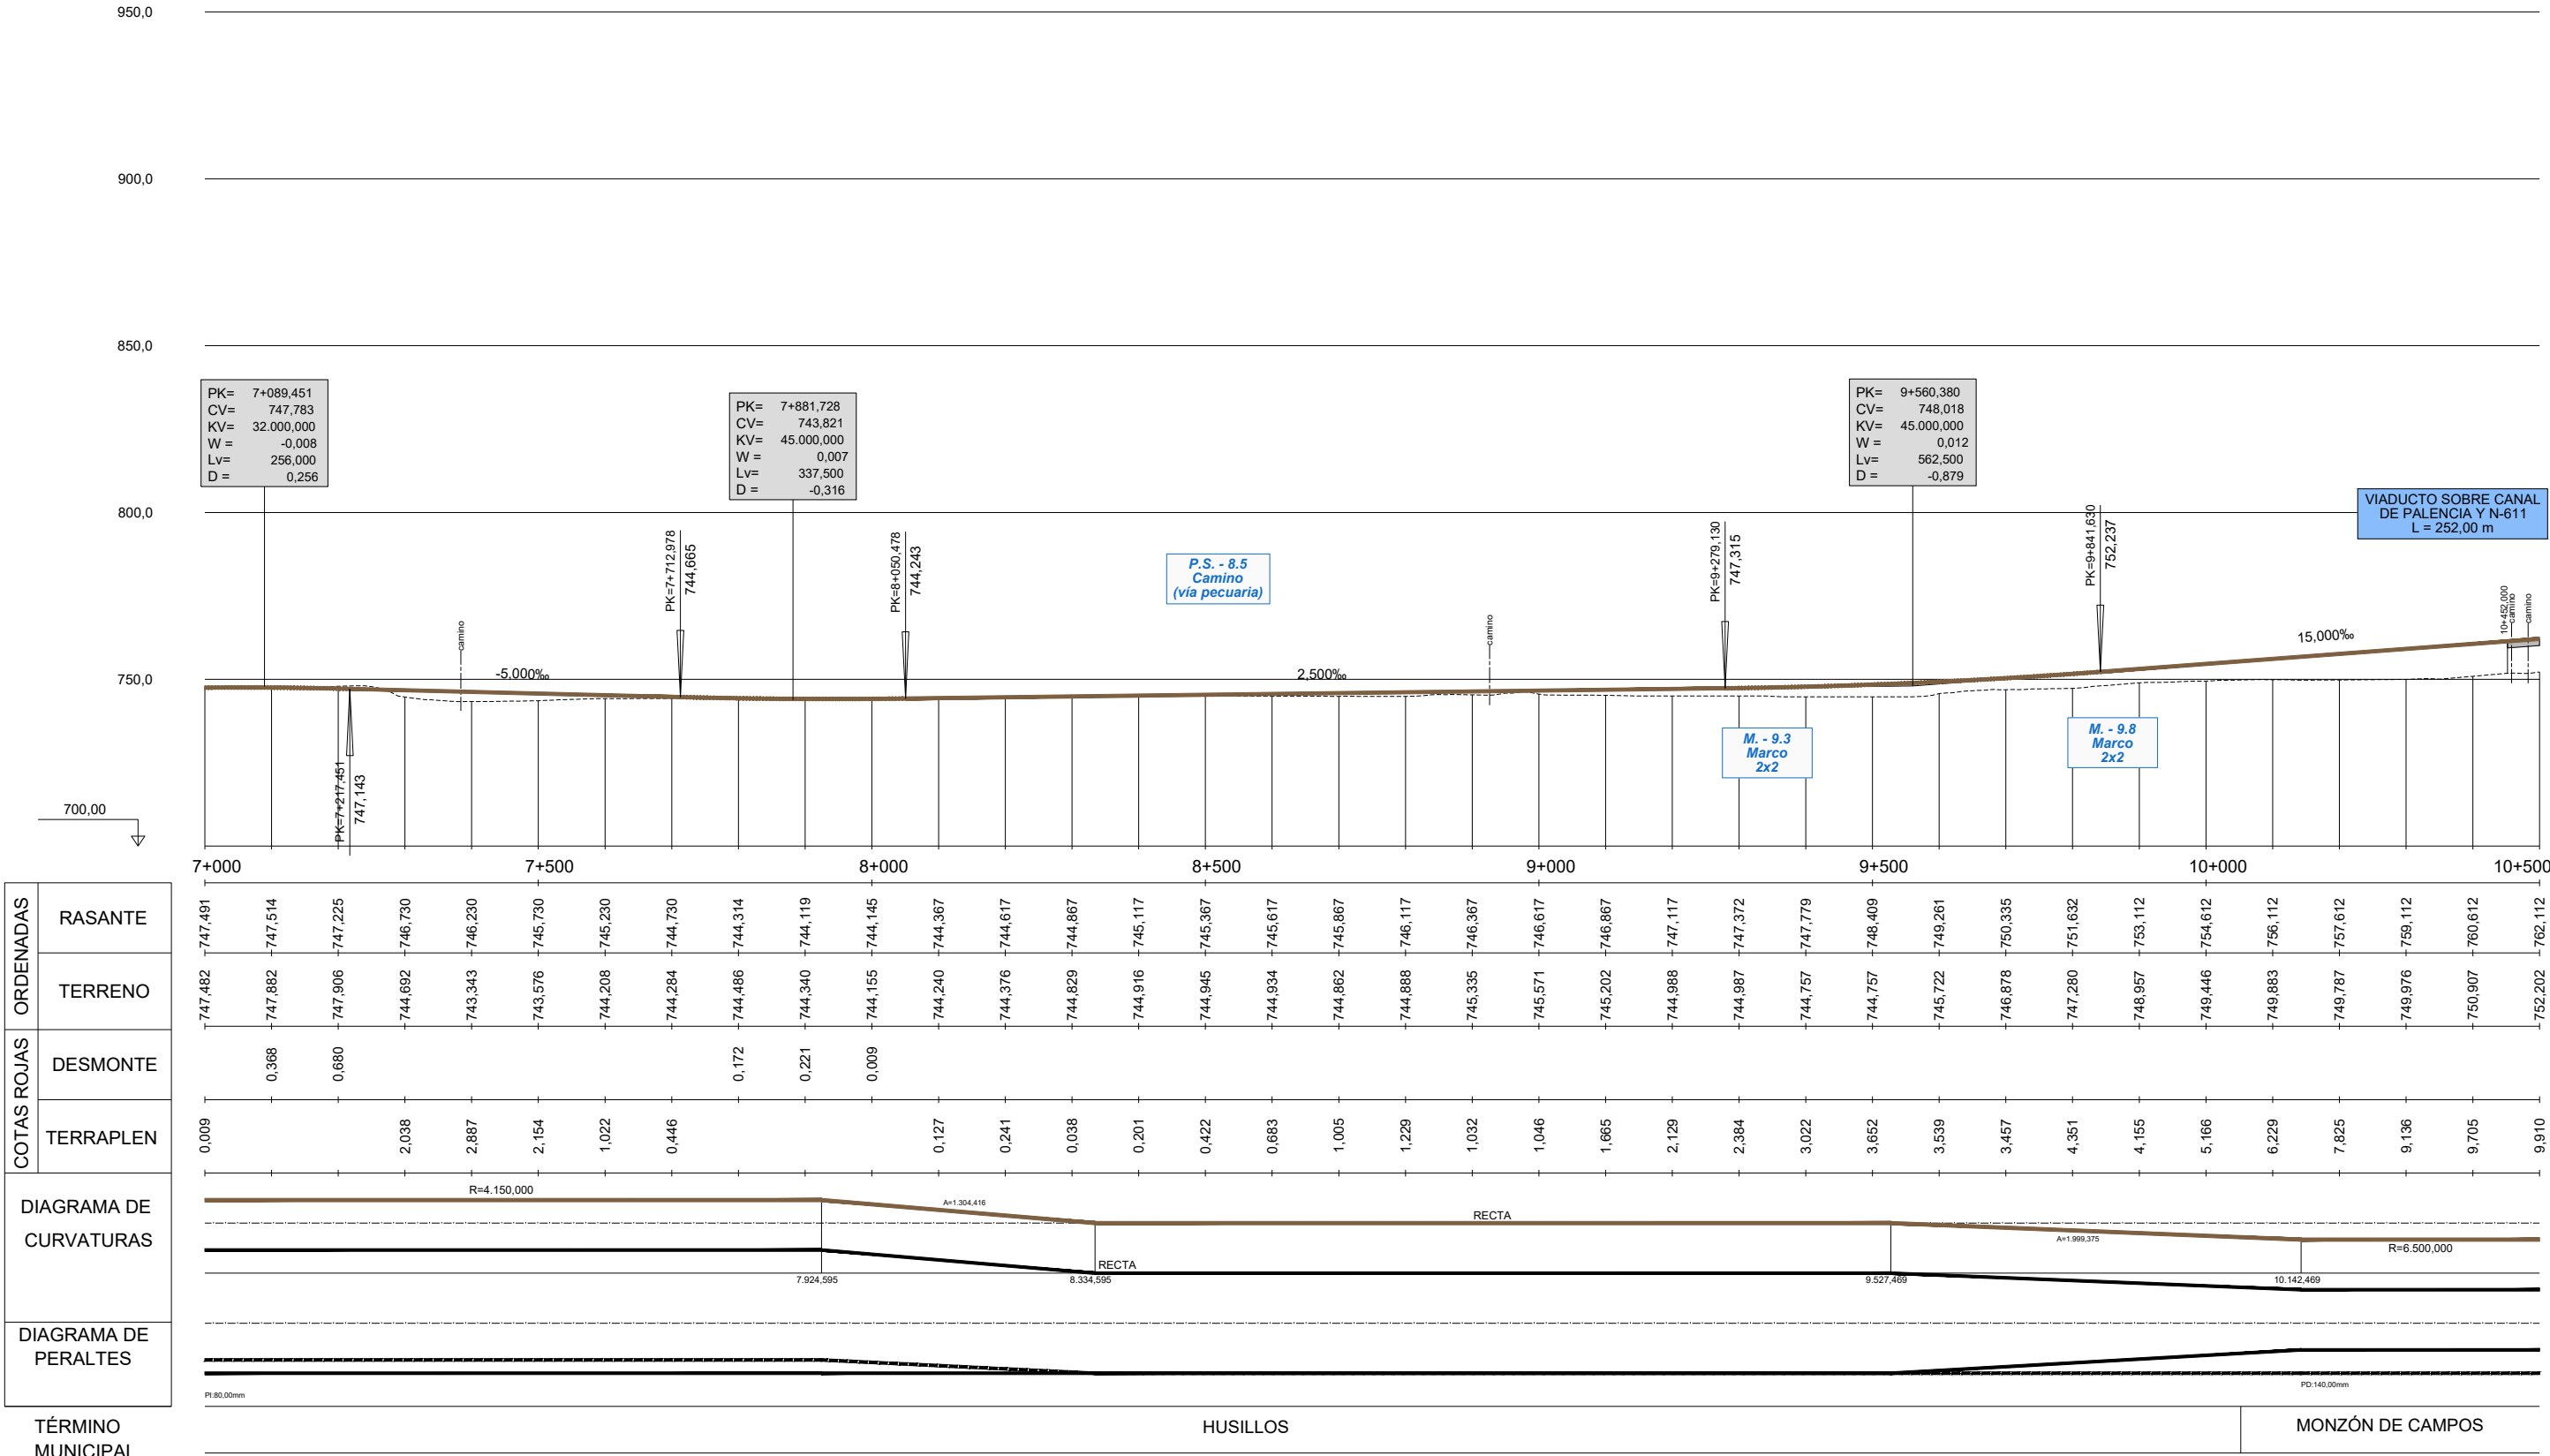 950,0
900,0
850,0
800,0
750,0
700,00
PK= 7+089,451
CV= 747,783
KV= 32.000,000
W = -0,008
Lv= 256,000
D = 0,256
PK= 7+881,728
CV= 743,821
KV= 45.000,000
W = 0,007
Lv= 337,500
D = -0,316
PK= 9+560,380
CV= 748,018
KV= 45.000,000
W = 0,012
Lv= 562,500
D = -0,879
VIADUCTO SOBRE CANAL
DE PALENCIA Y N-611
L = 252,00 m
PK=7+217,451
747,143
camino
-5,000‰
PK=7+712,978
744,665
PK=8+050,478
744,243
P.S. - 8.5
Camino
(vía pecuaria)
2,500‰
camino
PK=9+279,130
747,315
M. - 9.3
Marco
2x2
PK=9+841,630
752,237
M. - 9.8
Marco
2x2
15,000‰
10+452,000
camino
camino
7+000 7+500 8+000 8+500 9+000 9+500 10+000 10+500
ORDENADAS
RASANTE
747,491 747,514 747,225 746,730 746,230 745,730 745,230 744,730 744,314 744,119 744,145 744,367 744,617 744,867 745,117 745,367 745,617 745,867 746,117 746,367 746,617 746,867 747,117 747,372 747,779 748,409 749,261 750,335 751,632 753,112 754,612 756,112 757,612 759,112 760,612 762,112
TERRENO
747,482 747,882 747,906 744,692 743,343 743,576 744,208 744,284 744,486 744,340 744,155 744,240 744,376 744,829 744,916 744,945 744,934 744,862 744,888 745,335 745,571 745,202 744,988 744,987 744,757 744,757 745,722 746,878 747,280 748,957 749,446 749,883 749,787 749,976 750,907 752,202
COTAS ROJAS
DESMONTE
0,368 0,680 0,172 0,221 0,009
TERRAPLEN
0,009 2,038 2,887 2,154 1,022 0,446 0,127 0,241 0,038 0,201 0,422 0,683 1,005 1,229 1,032 1,046 1,665 2,129 2,384 3,022 3,652 3,539 3,457 4,351 4,155 5,166 6,229 7,825 9,136 9,705 9,910
DIAGRAMA DE
CURVATURAS
R=4.150,000
A=1.304,416
RECTA
A=1.999,375
R=6.500,000
RECTA
7.924,595
8.334,595
9.527,469
10.142,469
DIAGRAMA DE
PERALTES
PI:80,00mm
PD:140,00mm
TÉRMINO
MUNICIPAL
HUSILLOS
MONZÓN DE CAMPOS